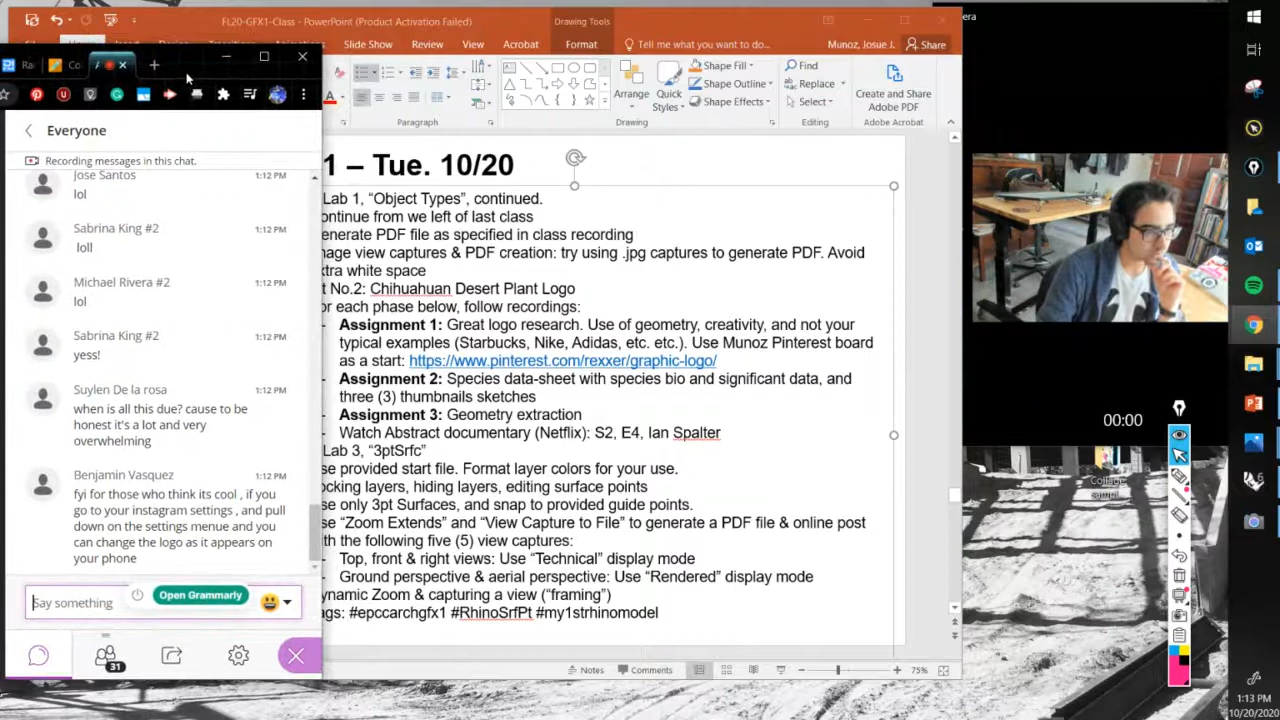 FL20-GFX1-Class - PowerPoint (Product Activation Failed)
Drawing Tools
Slide Show
Review
View
Acrobat
Format
Tell me what you want to do...
Munoz, Josue J.
Share
Shape Fill
Shape Outline
Shape Effects
Arrange
Quick
Styles
Find
Replace
Select
Create and Share
Adobe PDF
Paragraph
Drawing
Editing
Adobe Acrobat
Everyone
Recording messages in this chat.
Jose Santos
1:12 PM
lol
Sabrina King #2
1:12 PM
loll
Michael Rivera #2
1:12 PM
lol
Sabrina King #2
1:12 PM
yess!
Suylen De la rosa
1:12 PM
when is all this due? cause to be
honest it's a lot and very
overwhelming
Benjamin Vasquez
1:12 PM
fyi for those who think its cool , if you
go to your instagram settings , and pull
down on the settings menue and you
can change the logo as it appears on
your phone
Say something
Open Grammarly
31
1 – Tue. 10/20
Lab 1, “Object Types”, continued.
ontinue from we left of last class
enerate PDF file as specified in class recording
nage view captures & PDF creation: try using .jpg captures to generate PDF. Avoid
xtra white space
t No.2: Chihuahuan Desert Plant Logo
or each phase below, follow recordings:
Assignment 1: Great logo research. Use of geometry, creativity, and not your
typical examples (Starbucks, Nike, Adidas, etc. etc.). Use Munoz Pinterest board
as a start: https://www.pinterest.com/rexxer/graphic-logo/
- Assignment 2: Species data-sheet with species bio and significant data, and
three (3) thumbnails sketches
- Assignment 3: Geometry extraction
- Watch Abstract documentary (Netflix): S2, E4, Ian Spalter
Lab 3, “3ptSrfc”
se provided start file. Format layer colors for your use.
ocking layers, hiding layers, editing surface points
se only 3pt Surfaces, and snap to provided guide points.
se “Zoom Extends” and “View Capture to File” to generate a PDF file & online post
th the following five (5) view captures:
Top, front & right views: Use “Technical” display mode
Ground perspective & aerial perspective: Use “Rendered” display mode
ynamic Zoom & capturing a view (“framing”)
ags: #epccarchgfx1 #RhinoSrfPt #my1strhinomodel
Notes
Comments
75%
00:00
Collage
sampl...
1:13 PM
10/20/2020